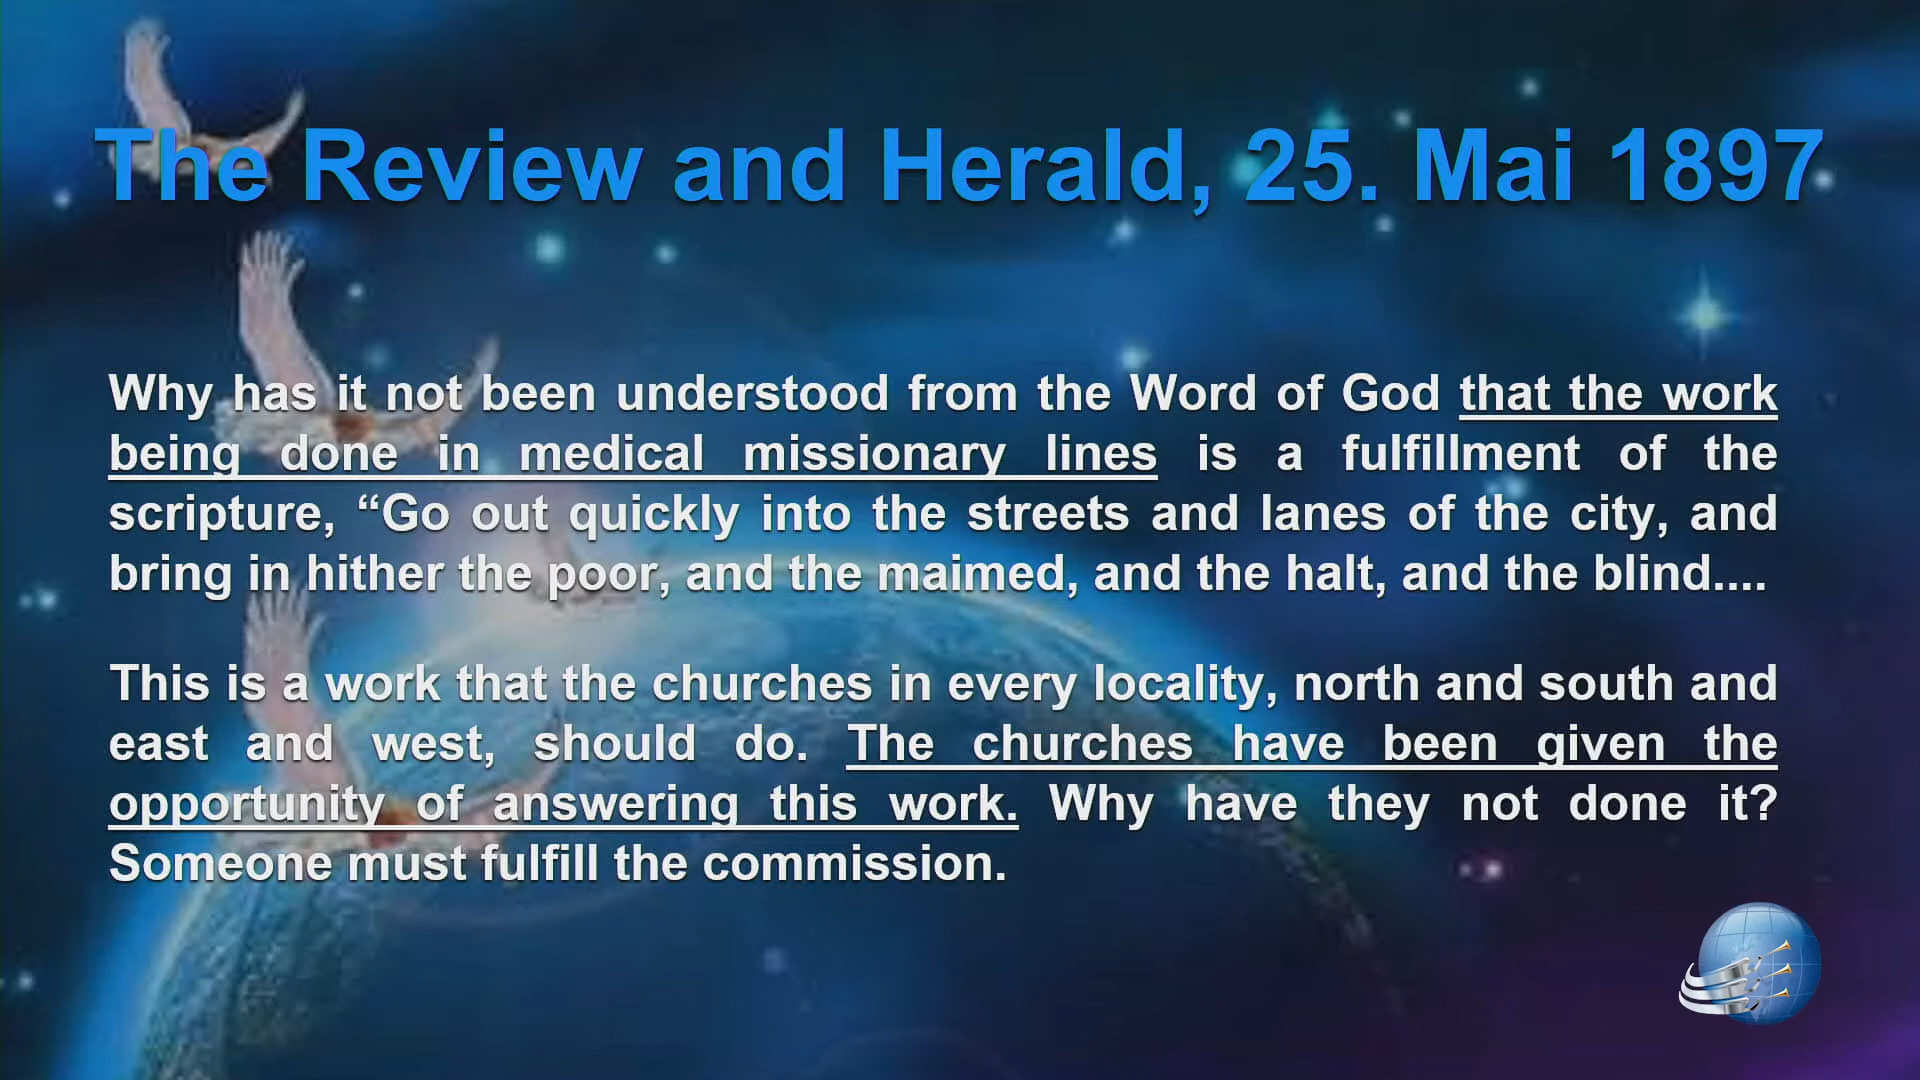 The Review and Herald, 25. Mai 1897
Why has it not been understood from the Word of God that the work
being done in medical missionary lines is a fulfillment of the
scripture, “Go out quickly into the streets and lanes of the city, and
bring in hither the poor, and the maimed, and the halt, and the blind....
This is a work that the churches in every locality, north and south and
east and west, should do. The churches have been given the
opportunity of answering this work. Why have they not done it?
Someone must fulfill the commission.